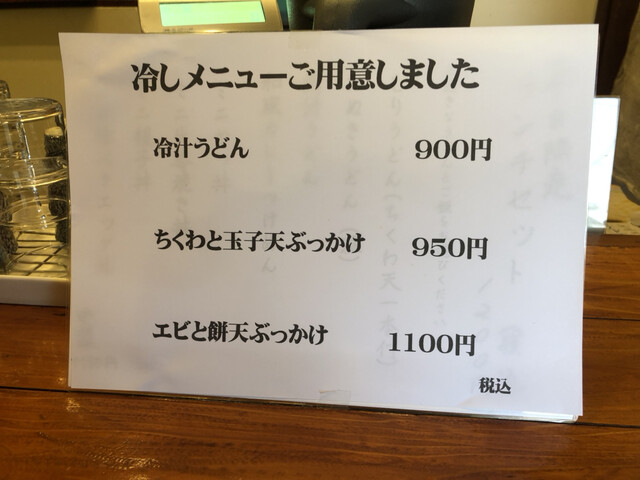 冷しメニューご用意しました
冷汁うどん 900円
ちくわと玉子天ぶっかけ 950円
エビと餅天ぶっかけ 1100円
税込